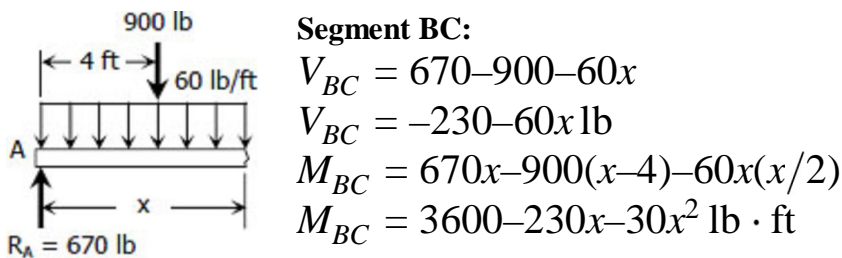 900 lb
4 ft
60 lb/ft
A
x
R_A = 670 lb
Segment BC:
V_BC = 670–900–60x
V_BC = –230–60x lb
M_BC = 670x–900(x–4)–60x(x/2)
M_BC = 3600–230x–30x² lb · ft